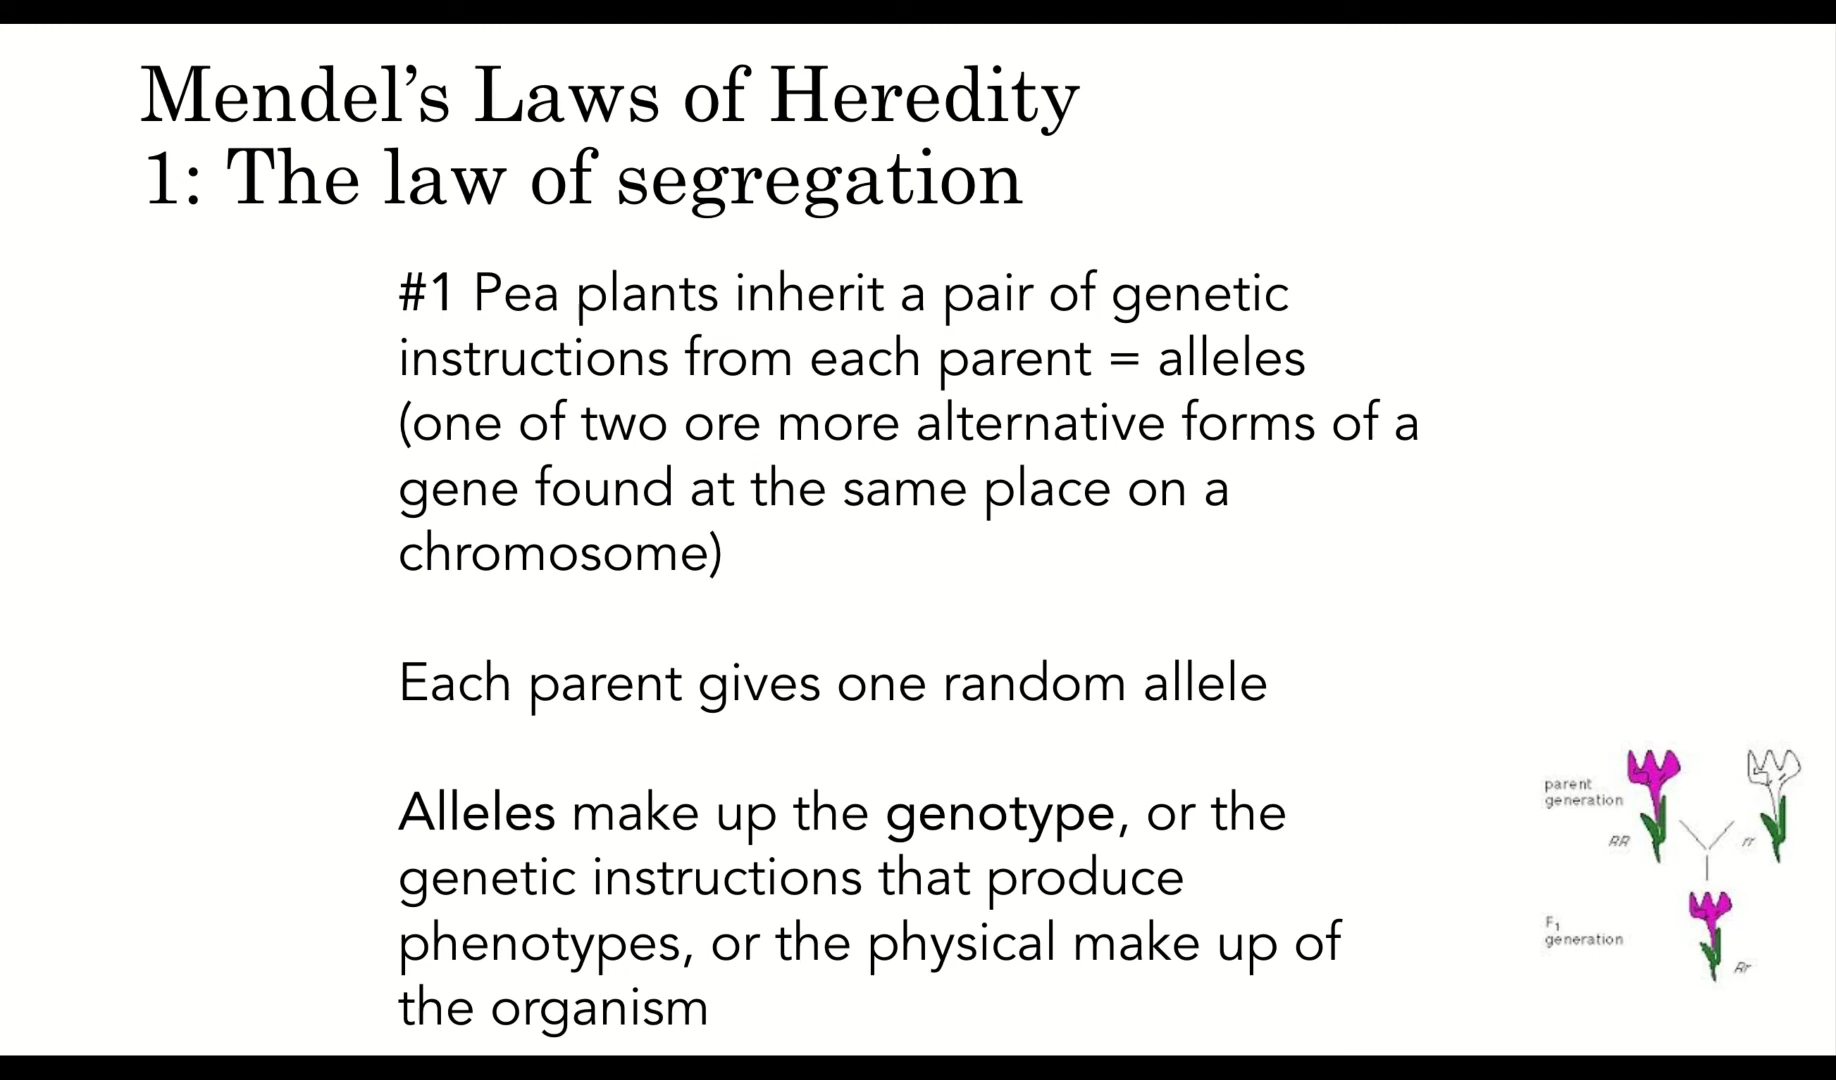 Mendel’s Laws of Heredity
1: The law of segregation
#1 Pea plants inherit a pair of genetic
instructions from each parent = alleles
(one of two ore more alternative forms of a
gene found at the same place on a
chromosome)
Each parent gives one random allele
Alleles make up the genotype, or the
genetic instructions that produce
phenotypes, or the physical make up of
the organism
parent
generation
RR
rr
F1
generation
Rr